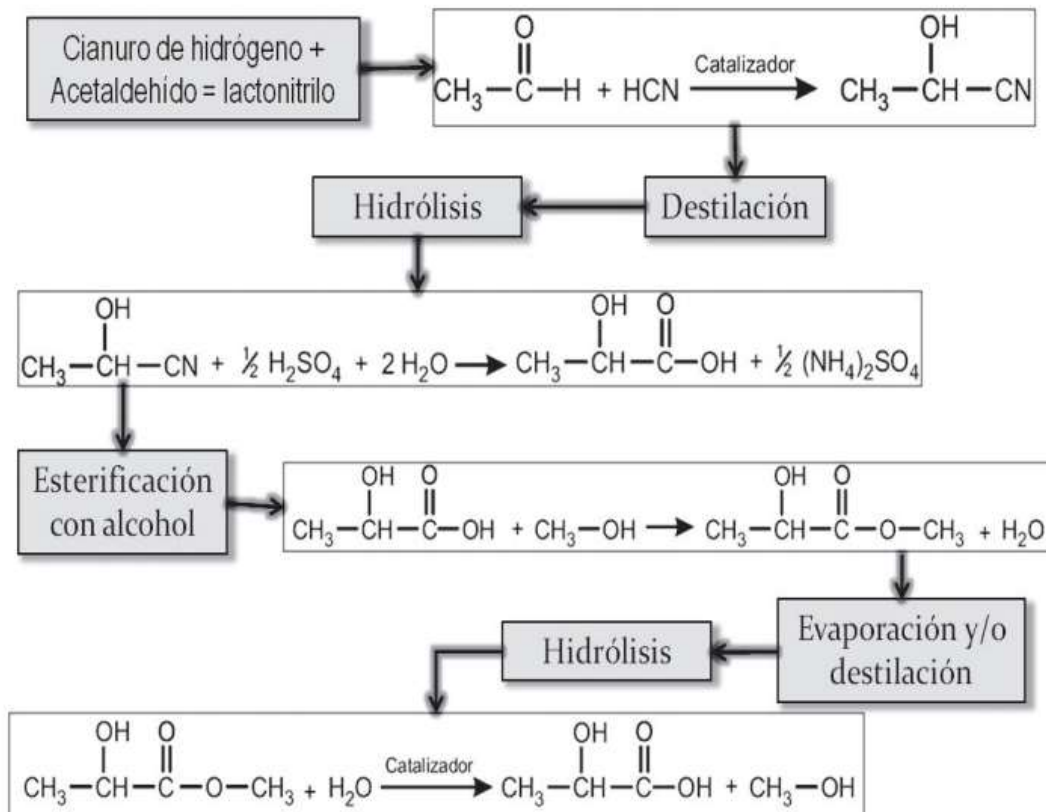 Cianuro de hidrógeno +
Acetaldehído = lactonitrilo
O
CH₃—C—H + HCN Catalizador
OH
CH₃—CH—CN
Hidrólisis
Destilación
OH
CH₃—CH—CN + ½ H₂SO₄ + 2 H₂O
OH O
CH₃—CH—C—OH + ½ (NH₄)₂SO₄
Esterificación
con alcohol
OH O
CH₃—CH—C—OH + CH₃—OH
OH O
CH₃—CH—C—O—CH₃ + H₂O
Evaporación y/o
destilación
Hidrólisis
OH O
CH₃—CH—C—O—CH₃ + H₂O Catalizador
OH O
CH₃—CH—C—OH + CH₃—OH